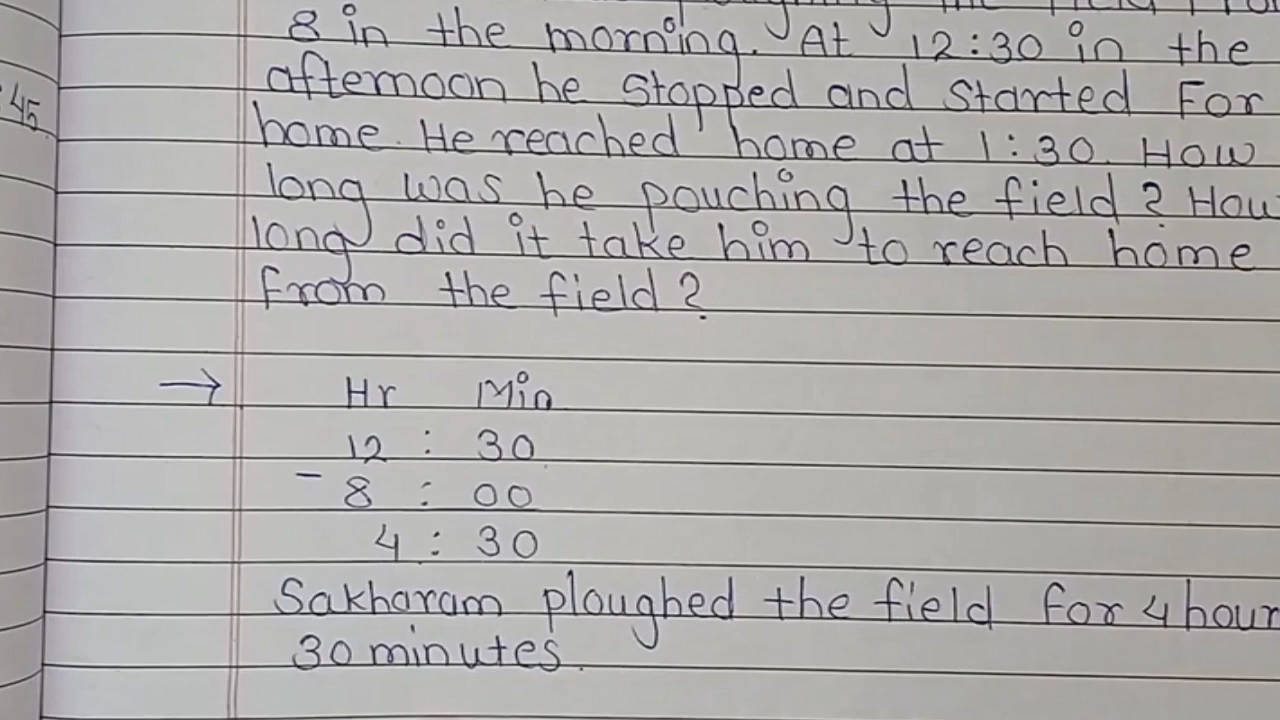 the field
8 in the morning. At 12:30 in the
afternoon he stopped and started For
45
home. He reached home at 1:30. How
long was he pouching the field? How
long did it take him to reach home
from the field?
→ Hr Min
12 : 30
- 8 : 00
4 : 30
Sakharam ploughed the field for 4 hour
30 minutes.